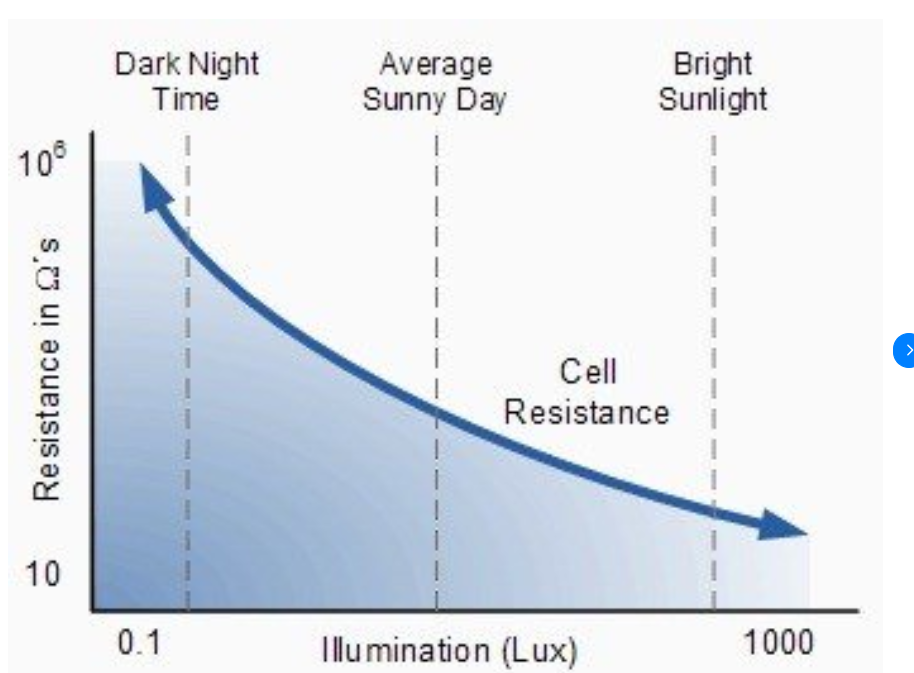 Dark Night
Time
Average
Sunny Day
Bright
Sunlight
10⁶
Resistance in Ω´s
Cell
Resistance
10
0.1
Illumination (Lux)
1000